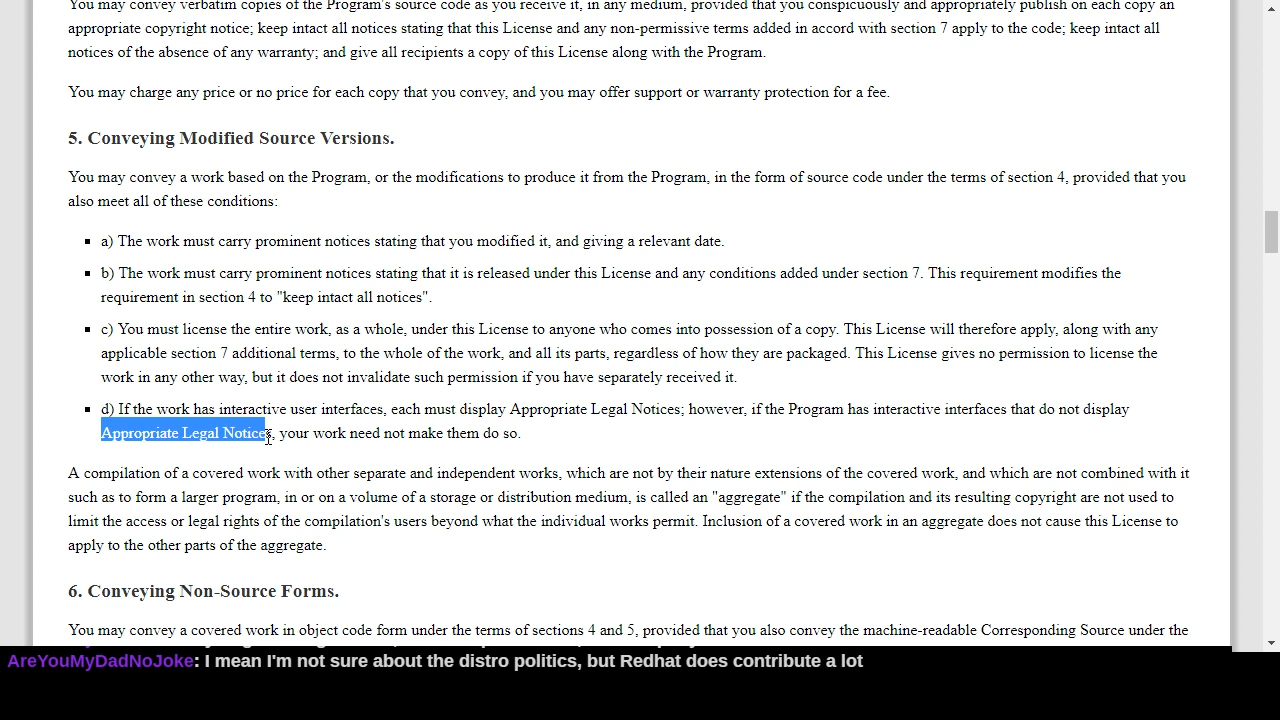 You may convey verbatim copies of the Program's source code as you receive it, in any medium, provided that you conspicuously and appropriately publish on each copy an
appropriate copyright notice; keep intact all notices stating that this License and any non-permissive terms added in accord with section 7 apply to the code; keep intact all
notices of the absence of any warranty; and give all recipients a copy of this License along with the Program.
You may charge any price or no price for each copy that you convey, and you may offer support or warranty protection for a fee.
5. Conveying Modified Source Versions.
You may convey a work based on the Program, or the modifications to produce it from the Program, in the form of source code under the terms of section 4, provided that you
also meet all of these conditions:
a) The work must carry prominent notices stating that you modified it, and giving a relevant date.
b) The work must carry prominent notices stating that it is released under this License and any conditions added under section 7. This requirement modifies the
requirement in section 4 to "keep intact all notices".
c) You must license the entire work, as a whole, under this License to anyone who comes into possession of a copy. This License will therefore apply, along with any
applicable section 7 additional terms, to the whole of the work, and all its parts, regardless of how they are packaged. This License gives no permission to license the
work in any other way, but it does not invalidate such permission if you have separately received it.
d) If the work has interactive user interfaces, each must display Appropriate Legal Notices; however, if the Program has interactive interfaces that do not display
Appropriate Legal Notices, your work need not make them do so.
A compilation of a covered work with other separate and independent works, which are not by their nature extensions of the covered work, and which are not combined with it
such as to form a larger program, in or on a volume of a storage or distribution medium, is called an "aggregate" if the compilation and its resulting copyright are not used to
limit the access or legal rights of the compilation's users beyond what the individual works permit. Inclusion of a covered work in an aggregate does not cause this License to
apply to the other parts of the aggregate.
6. Conveying Non-Source Forms.
You may convey a covered work in object code form under the terms of sections 4 and 5, provided that you also convey the machine-readable Corresponding Source under the
AreYouMyDadNoJoke: I mean I'm not sure about the distro politics, but Redhat does contribute a lot